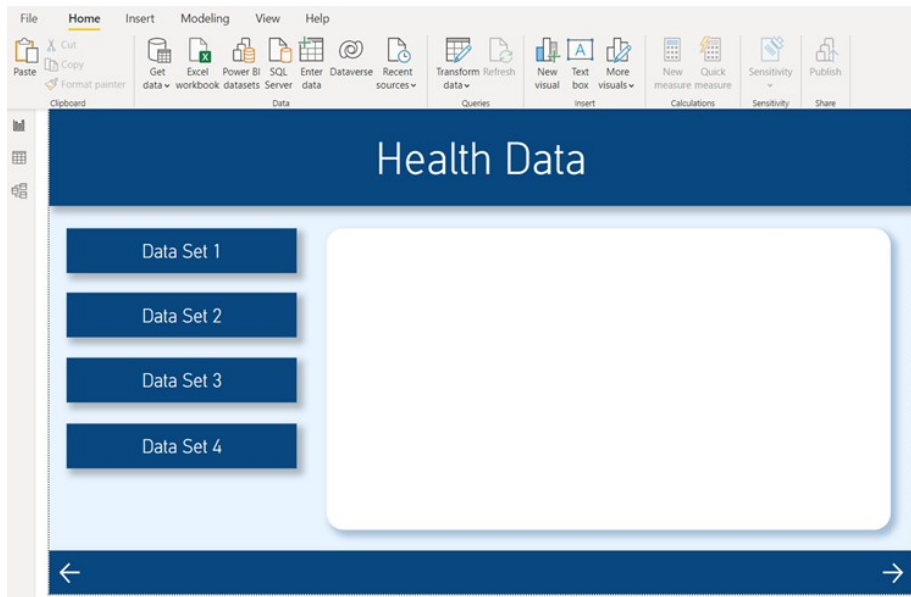 File Home Insert Modeling View Help
Paste
Cut
Copy
Format painter
Clipboard
Get
data
Excel
workbook
Power BI
datasets
SQL
Server
Enter
data
Dataverse
Recent
sources
Data
Transform
data
Refresh
Queries
New
visual
Text
box
A
More
visuals
Insert
New
measure
Quick
measure
Calculations
Sensitivity
Sensitivity
Publish
Share
Health Data
Data Set 1
Data Set 2
Data Set 3
Data Set 4